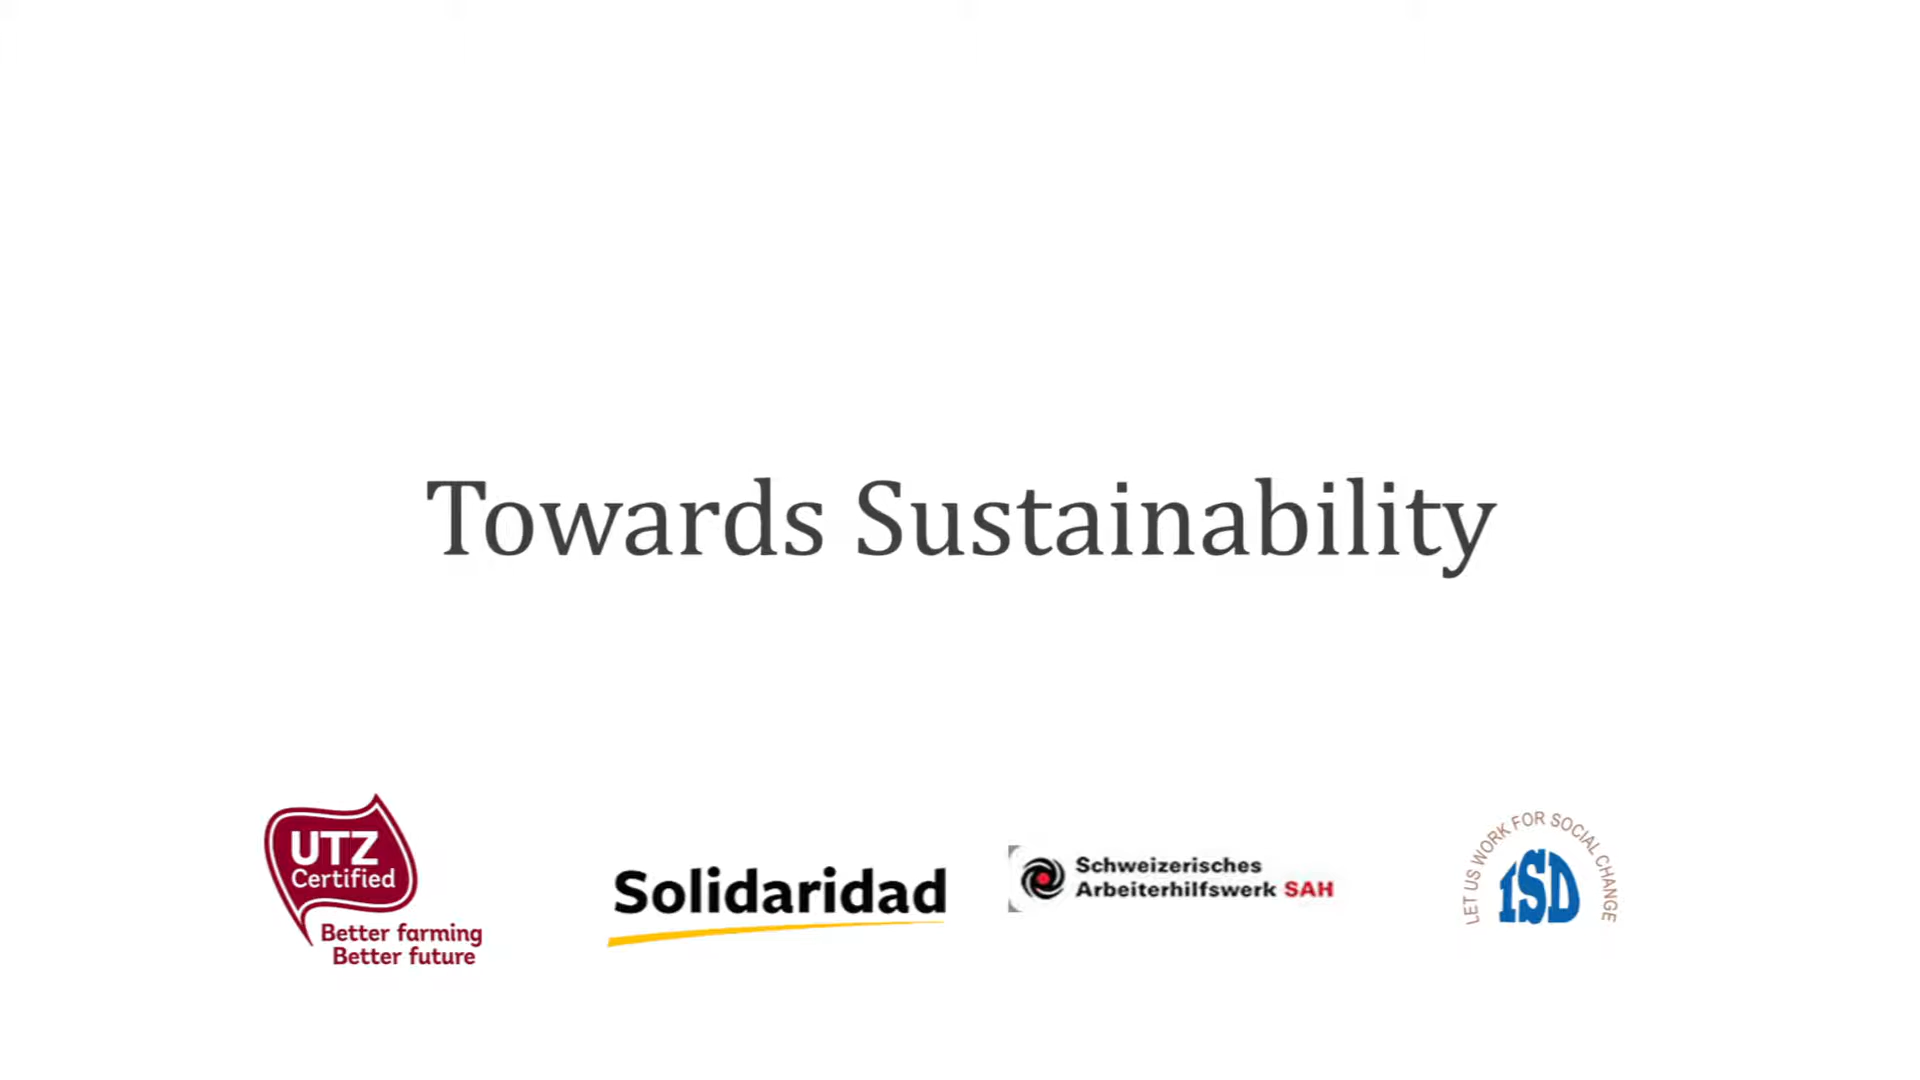 Towards Sustainability
UTZ
Certified
Better farming
Better future
Solidaridad
Schweizerisches
Arbeiterhilfswerk SAH
LET US WORK FOR SOCIAL CHANGE
ISD